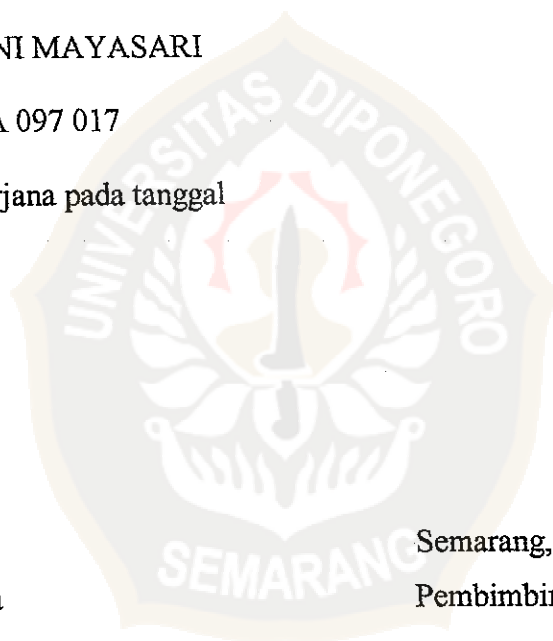 NI MAYASARI
A 097 017
rjana pada tanggal
UNIVERSITAS DIPONEGORO
Semarang,
SEMARANG
Pembimbin